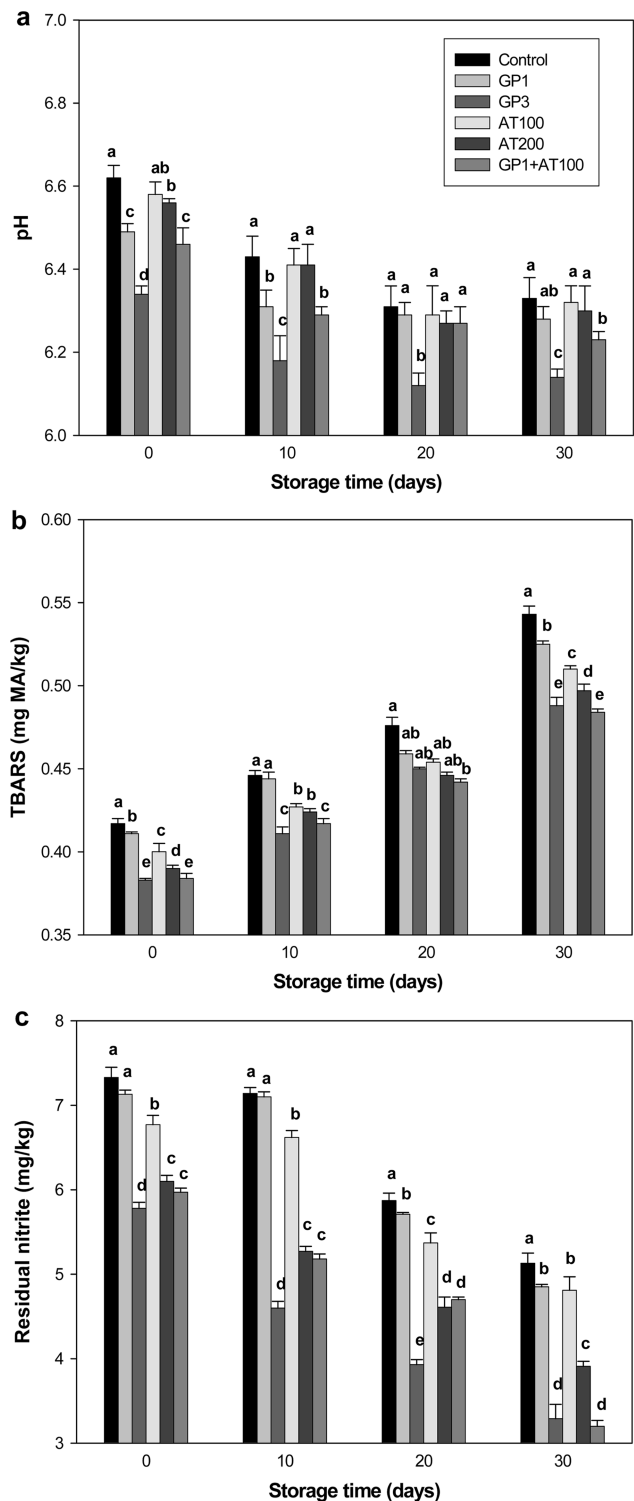 a
7.0
6.8
6.6
6.4
6.2
6.0
pH
Control
GP1
GP3
AT100
AT200
GP1+AT100
a c d ab b c
a b c a a b
a a b a a a
a ab c a a b
0 10 20 30
Storage time (days)
b
0.60
0.55
0.50
0.45
0.40
0.35
TBARS (mg MA/kg)
a b e c d e
a a c b b c
a ab ab ab ab b
a b e c d e
0 10 20 30
Storage time (days)
c
8
7
6
5
4
3
Residual nitrite (mg/kg)
a a d b c c
a a d b c c
a b e c d d
a b d b c d
0 10 20 30
Storage time (days)